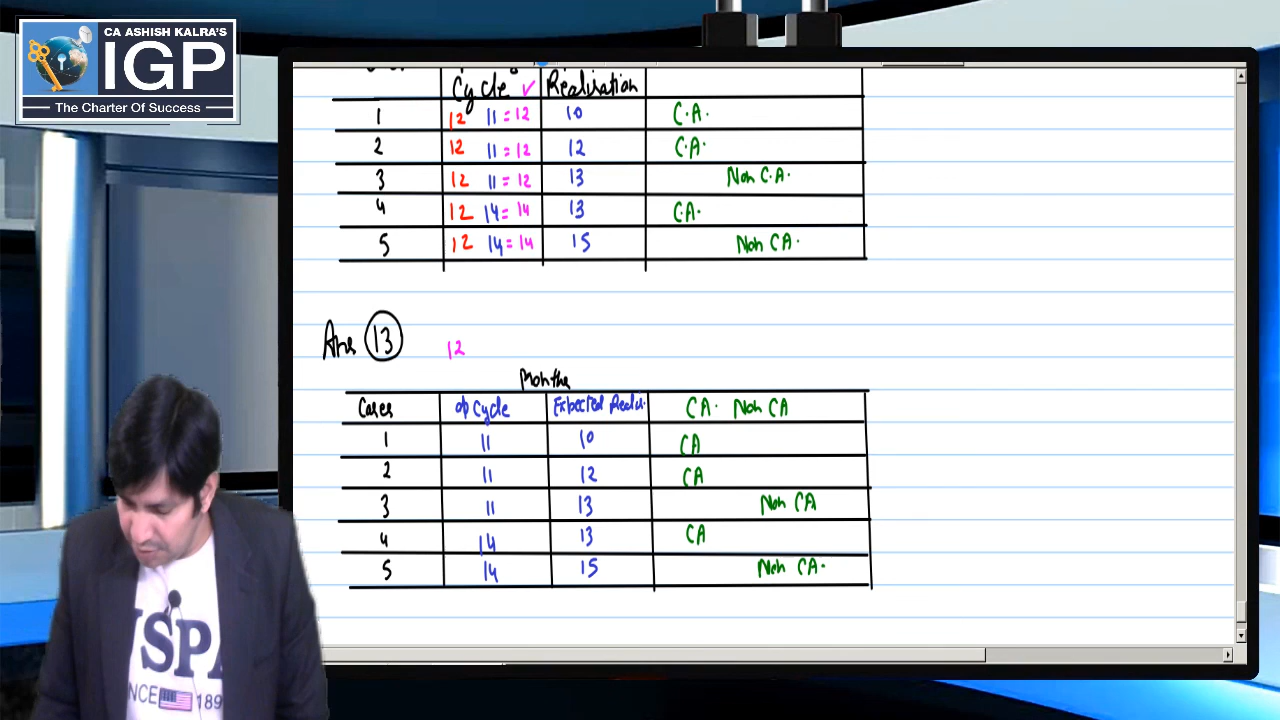 CA ASHISH KALRA'S
IGP
The Charter Of Success
Cycle ✓ Realisation
1 12 11 = 12 10 C.A.
2 12 11 = 12 12 C.A.
3 12 11 = 12 13 Non C.A.
4 12 14 = 14 13 C.A.
5 12 14 = 14 15 Non CA.
Ans 13 12
Months
Cases op Cycle Expected Realis. CA. Non CA
1 11 10 CA
2 11 12 CA
3 11 13 Non CA
4 14 13 CA
5 14 15 Non CA.
USPA
INCE 189